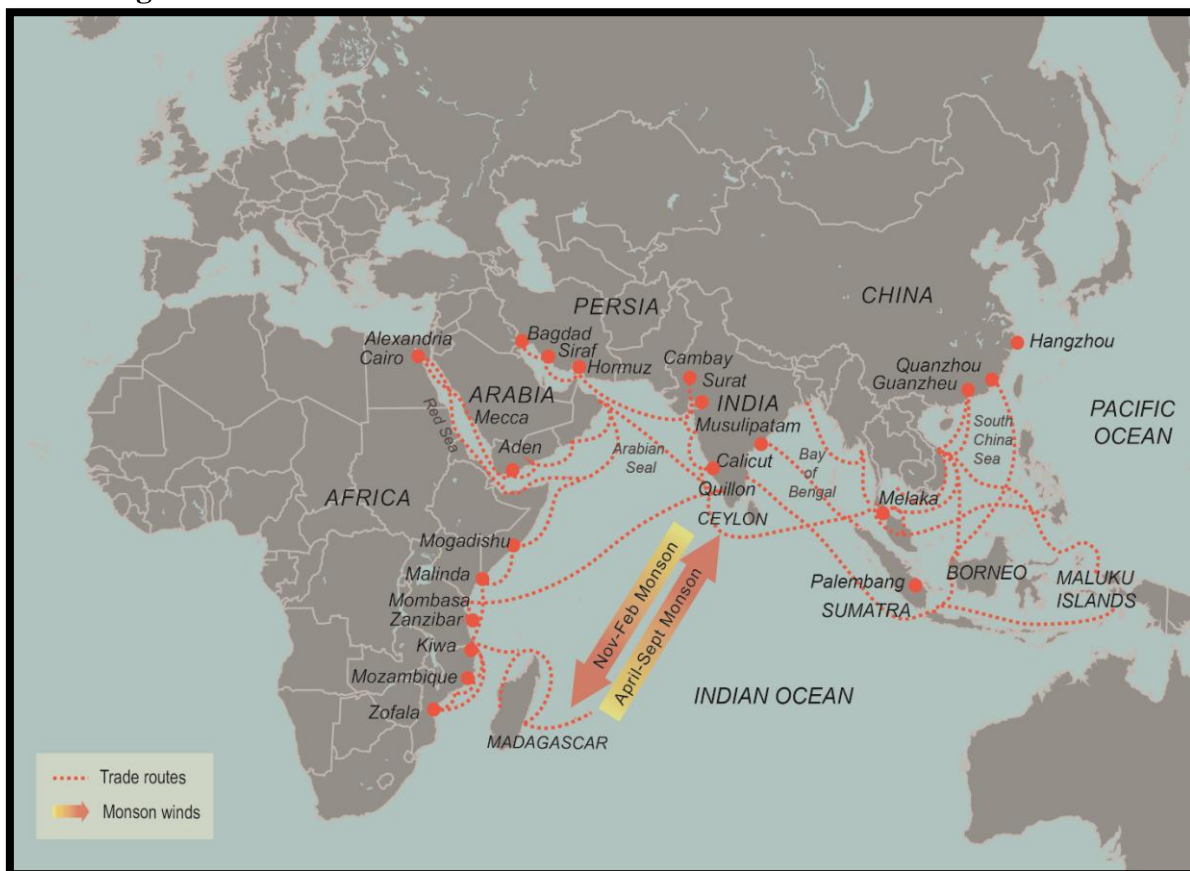 PERSIA
CHINA
Alexandria
Cairo
Bagdad
Siraf
Hormuz
Cambay
Surat
Hangzhou
Quanzhou
Guanzheu
ARABIA
Mecca
INDIA
Musulipatam
PACIFIC
OCEAN
Red Sea
South
China
Sea
Aden
Arabian
Seal
Calicut
Bay
of
Bengal
AFRICA
Quillon
Melaka
CEYLON
Mogadishu
Malinda
Mombasa
Zanzibar
Kiwa
Mozambique
Zofala
Nov-Feb Monson
April-Sept Monson
Palembang
SUMATRA
BORNEO
MALUKU
ISLANDS
INDIAN OCEAN
MADAGASCAR
Trade routes
Monson winds